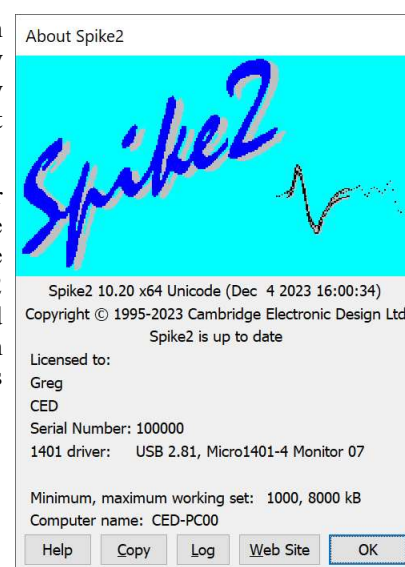 About Spike2
Spike2
Spike2 10.20 x64 Unicode (Dec 4 2023 16:00:34)
Copyright © 1995-2023 Cambridge Electronic Design Ltd
Spike2 is up to date
Licensed to:
Greg
CED
Serial Number: 100000
1401 driver: USB 2.81, Micro1401-4 Monitor 07
Minimum, maximum working set: 1000, 8000 kB
Computer name: CED-PC00
Help Copy Log Web Site OK